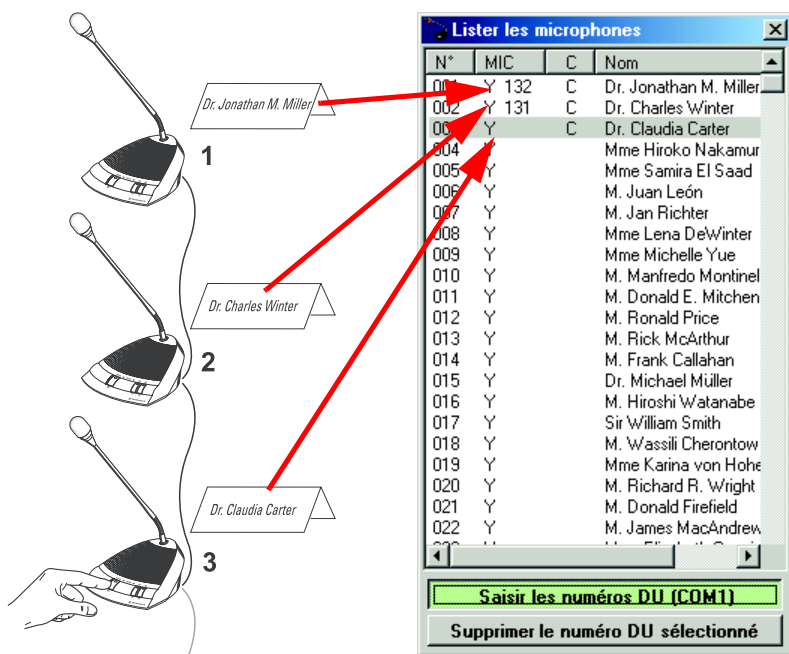 Dr. Jonathan M. Miller
1
Dr. Charles Winter
2
Dr. Claudia Carter
3
Lister les microphones
N° MIC C Nom
001 Y 132 C Dr. Jonathan M. Miller
002 Y 131 C Dr. Charles Winter
003 Y C Dr. Claudia Carter
004 Y Mme Hiroko Nakamur
005 Y Mme Samira El Saad
006 Y M. Juan León
007 Y M. Jan Richter
008 Y Mme Lena DeWinter
009 Y Mme Michelle Yue
010 Y M. Manfredo Montinel
011 Y M. Donald E. Mitchen
012 Y M. Ronald Price
013 Y M. Rick McArthur
014 Y M. Frank Callahan
015 Y Dr. Michael Müller
016 Y M. Hiroshi Watanabe
017 Y Sir William Smith
018 Y M. Wassili Cherontow
019 Y Mme Karina von Hohe
020 Y M. Richard R. Wright
021 Y M. Donald Firefield
022 Y M. James MacAndrew
Saisir les numéros DU (COM1)
Supprimer le numéro DU sélectionné